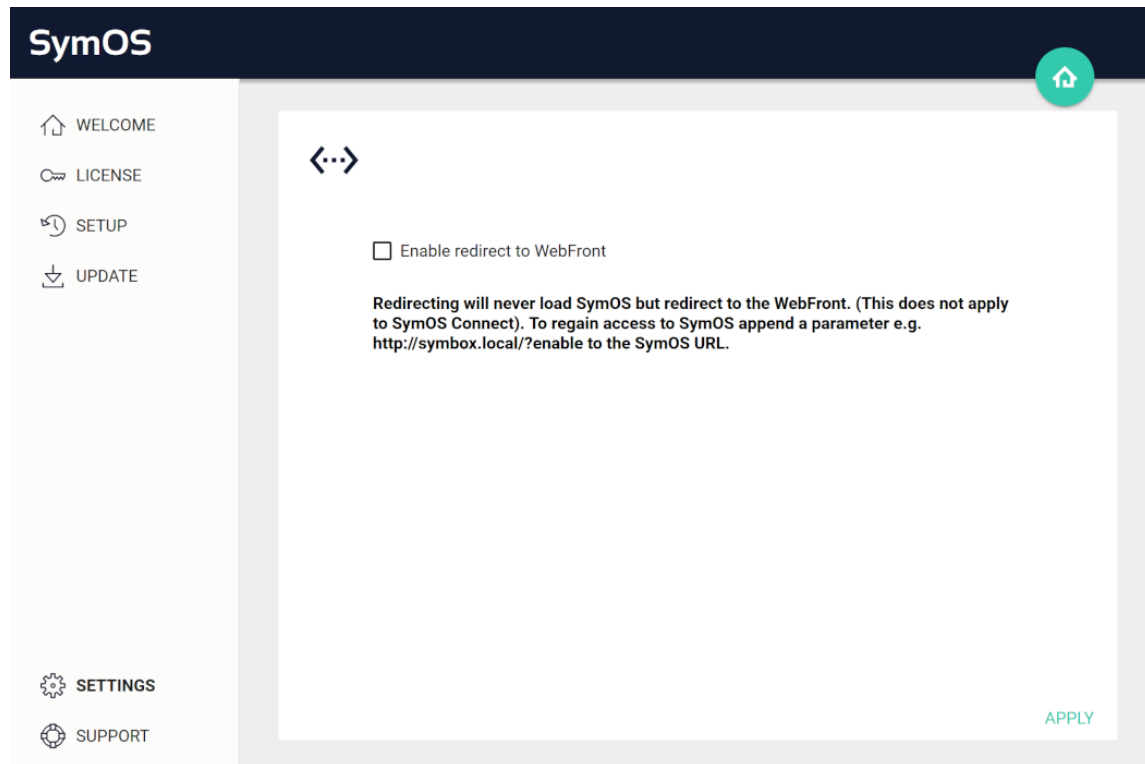 SymOS
WELCOME
LICENSE
SETUP
UPDATE
Enable redirect to WebFront
Redirecting will never load SymOS but redirect to the WebFront. (This does not apply
to SymOS Connect). To regain access to SymOS append a parameter e.g.
http://symbox.local/?enable to the SymOS URL.
SETTINGS
SUPPORT
APPLY